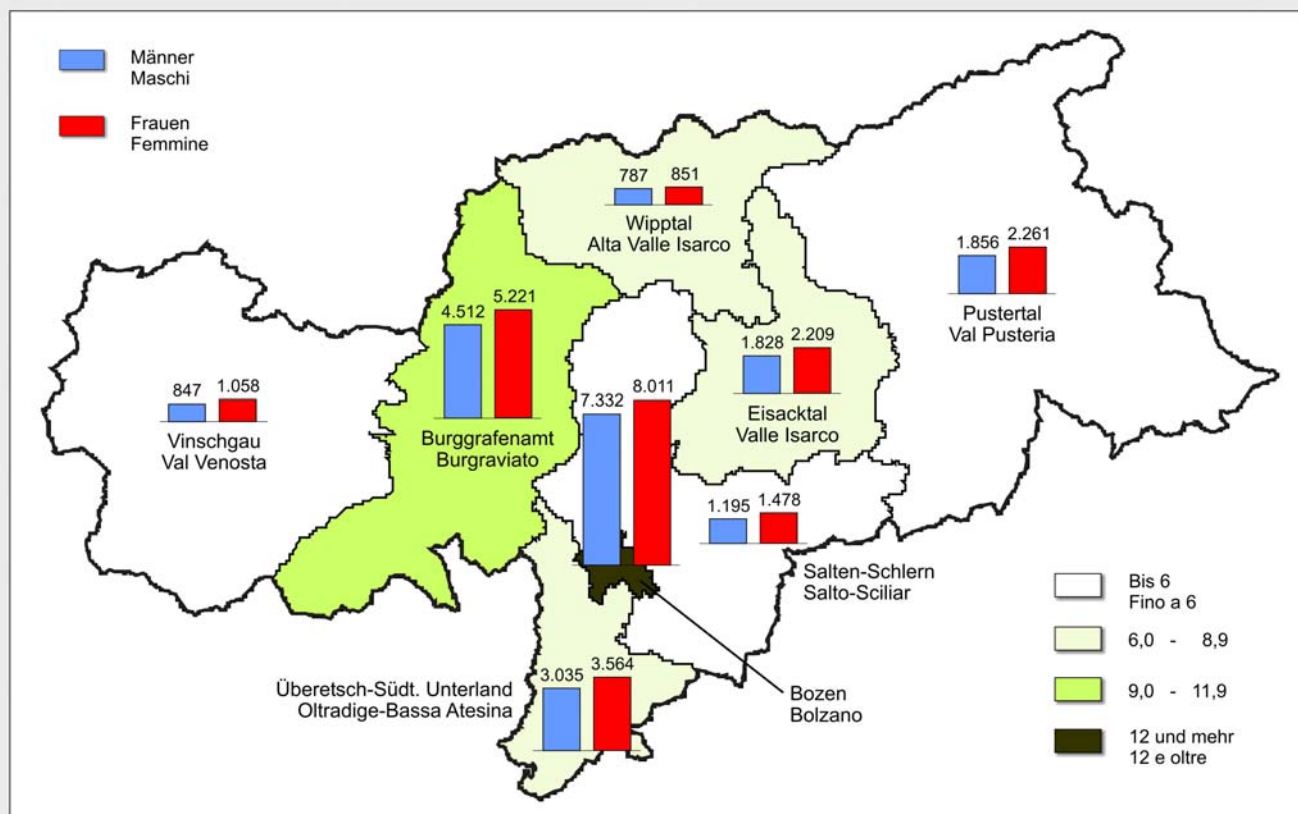 Männer
Maschi
Frauen
Femmine
787
851
Wipptal
Alta Valle Isarco
1.856
2.261
Pustertal
Val Pusteria
4.512
5.221
Burggrafenamt
Burgraviato
1.828
2.209
Eisacktal
Valle Isarco
847
1.058
Vinschgau
Val Venosta
7.332
8.011
1.195
1.478
Salten-Schlern
Salto-Sciliar
3.035
3.564
Überetsch-Südt. Unterland
Oltradige-Bassa Atesina
Bozen
Bolzano
Bis 6
Fino a 6
6,0 - 8,9
9,0 - 11,9
12 und mehr
12 e oltre